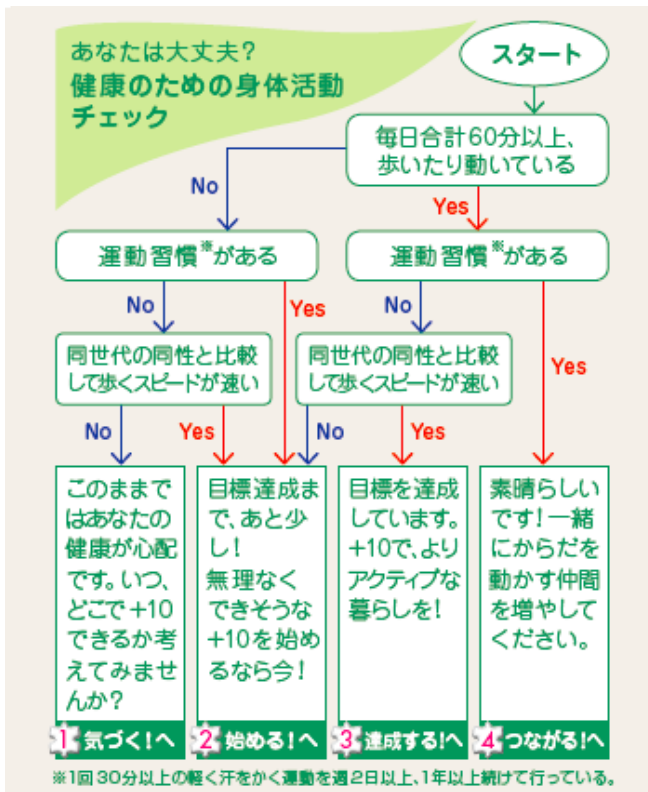 あなたは大丈夫?
健康のための身体活動
チェック
スタート
毎日合計60分以上、
歩いたり動いている
No
Yes
運動習慣※がある
運動習慣※がある
No
Yes
No
Yes
同世代の同性と比較
して歩くスピードが速い
同世代の同性と比較
して歩くスピードが速い
No
Yes
No
Yes
このままで
はあなたの
健康が心配
です。いつ、
どこで+10
できるか考
えてみませ
んか?
目標達成ま
で、あと少
し!
無理なく
できそうな
+10を始め
るなら今!
目標を達成
しています。
+10で、より
アクティブな
暮らしを!
素晴らしい
です!一緒
にからだを
動かす仲間
を増やして
ください。
1 気づく!へ
2 始める!へ
3 達成する!へ
4 つながる!へ
※1回30分以上の軽く汗をかく運動を週2日以上、1年以上続けて行っている。